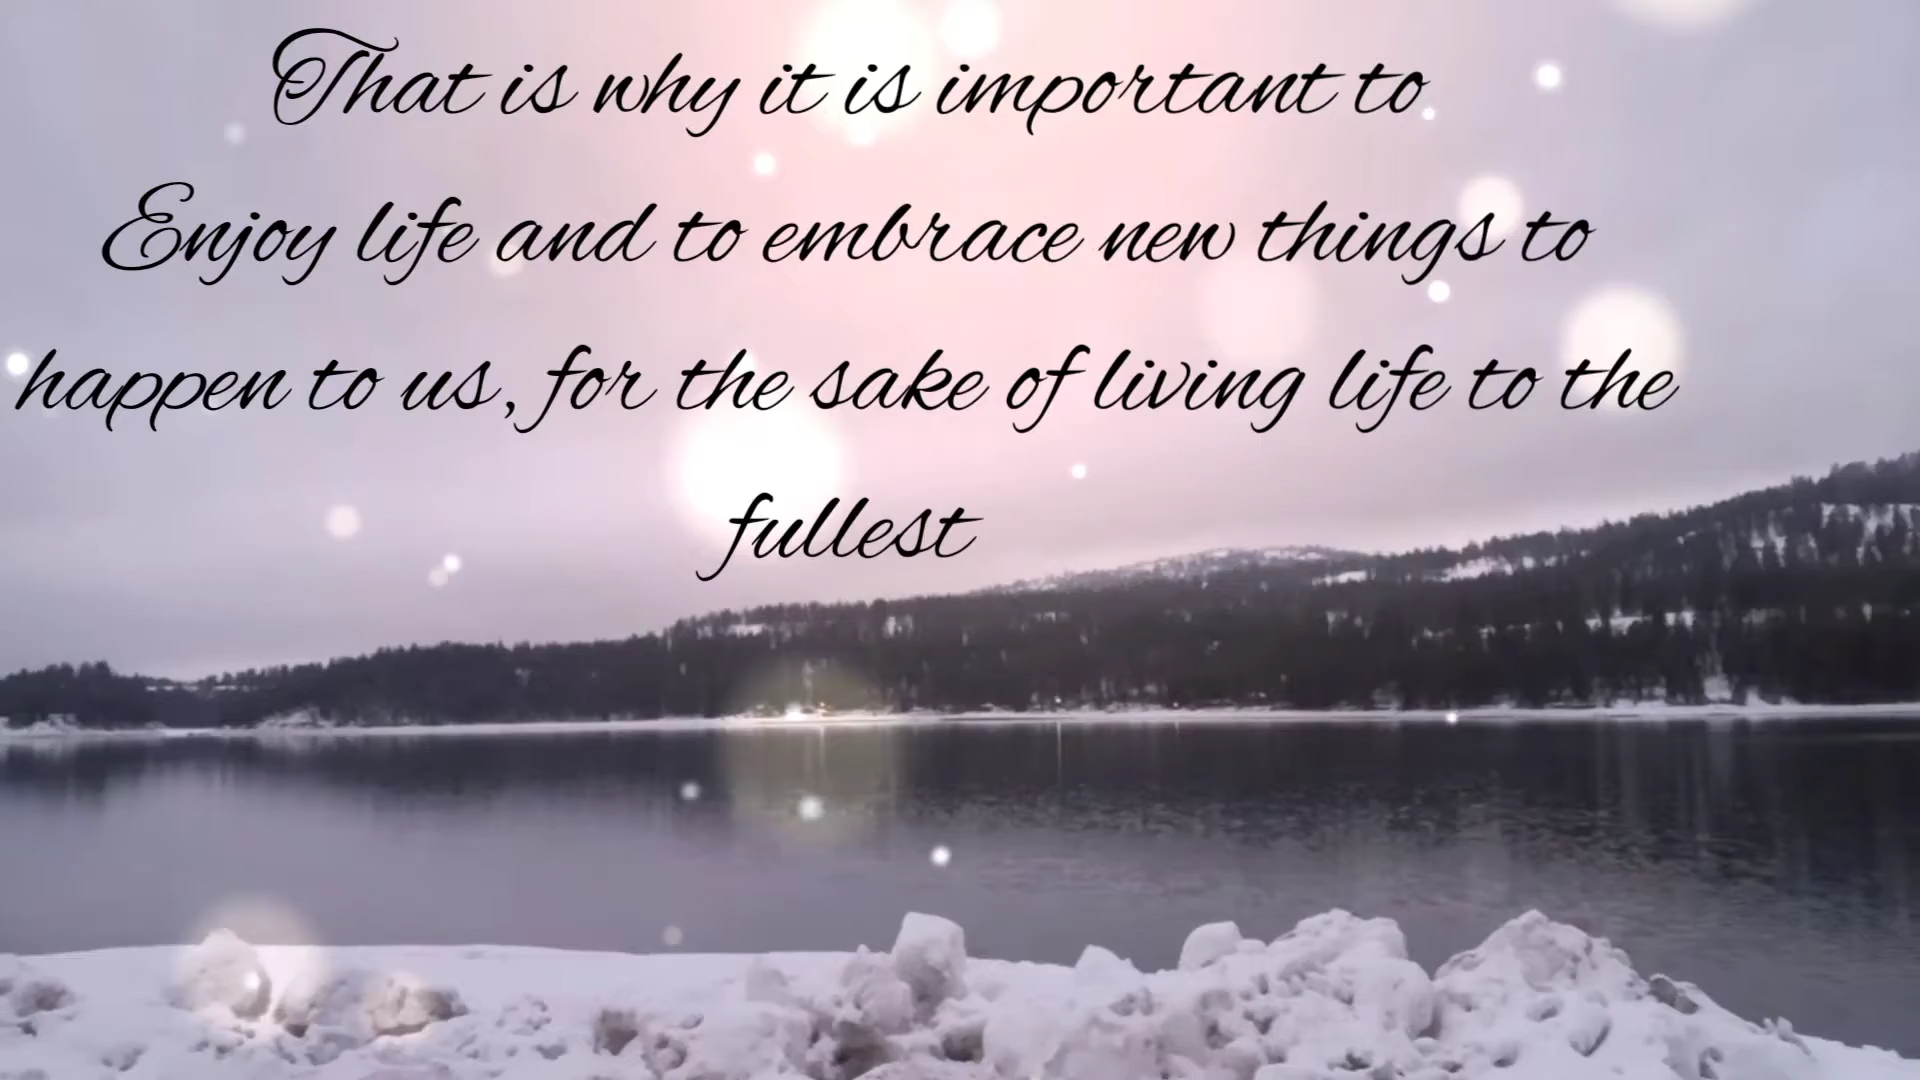 That is why it is important to
Enjoy life and to embrace new things to
happen to us, for the sake of living life to the
fullest